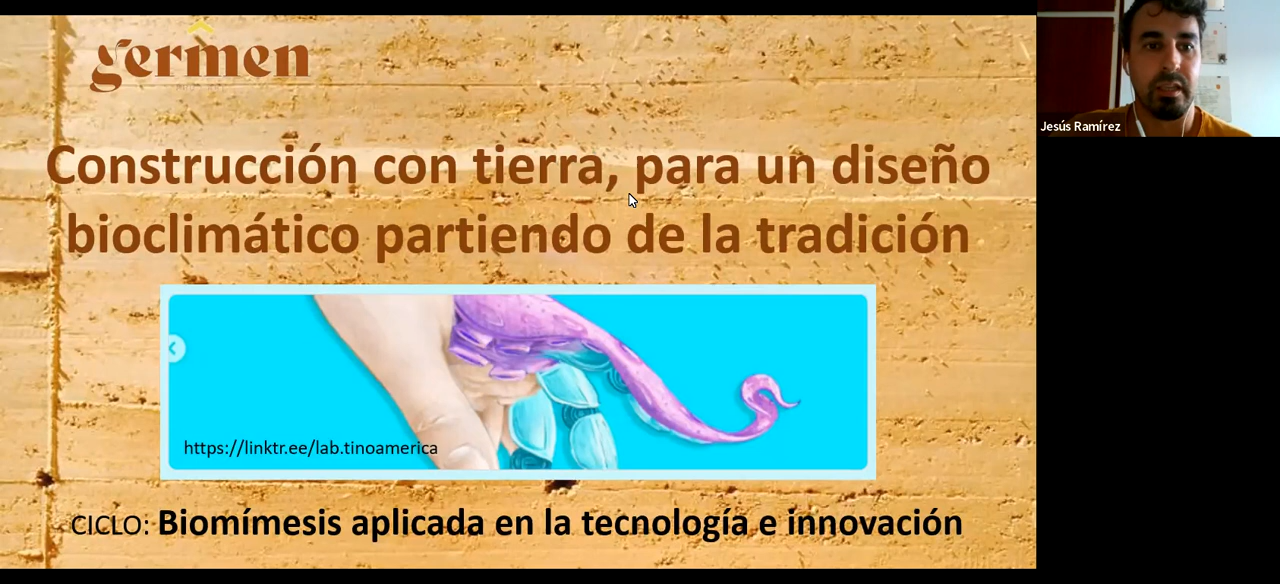 germen
Construcción con tierra, para un diseño
bioclimático partiendo de la tradición
https://linktr.ee/lab.tinoamerica
CICLO: Biomímesis aplicada en la tecnología e innovación
Jesús Ramírez